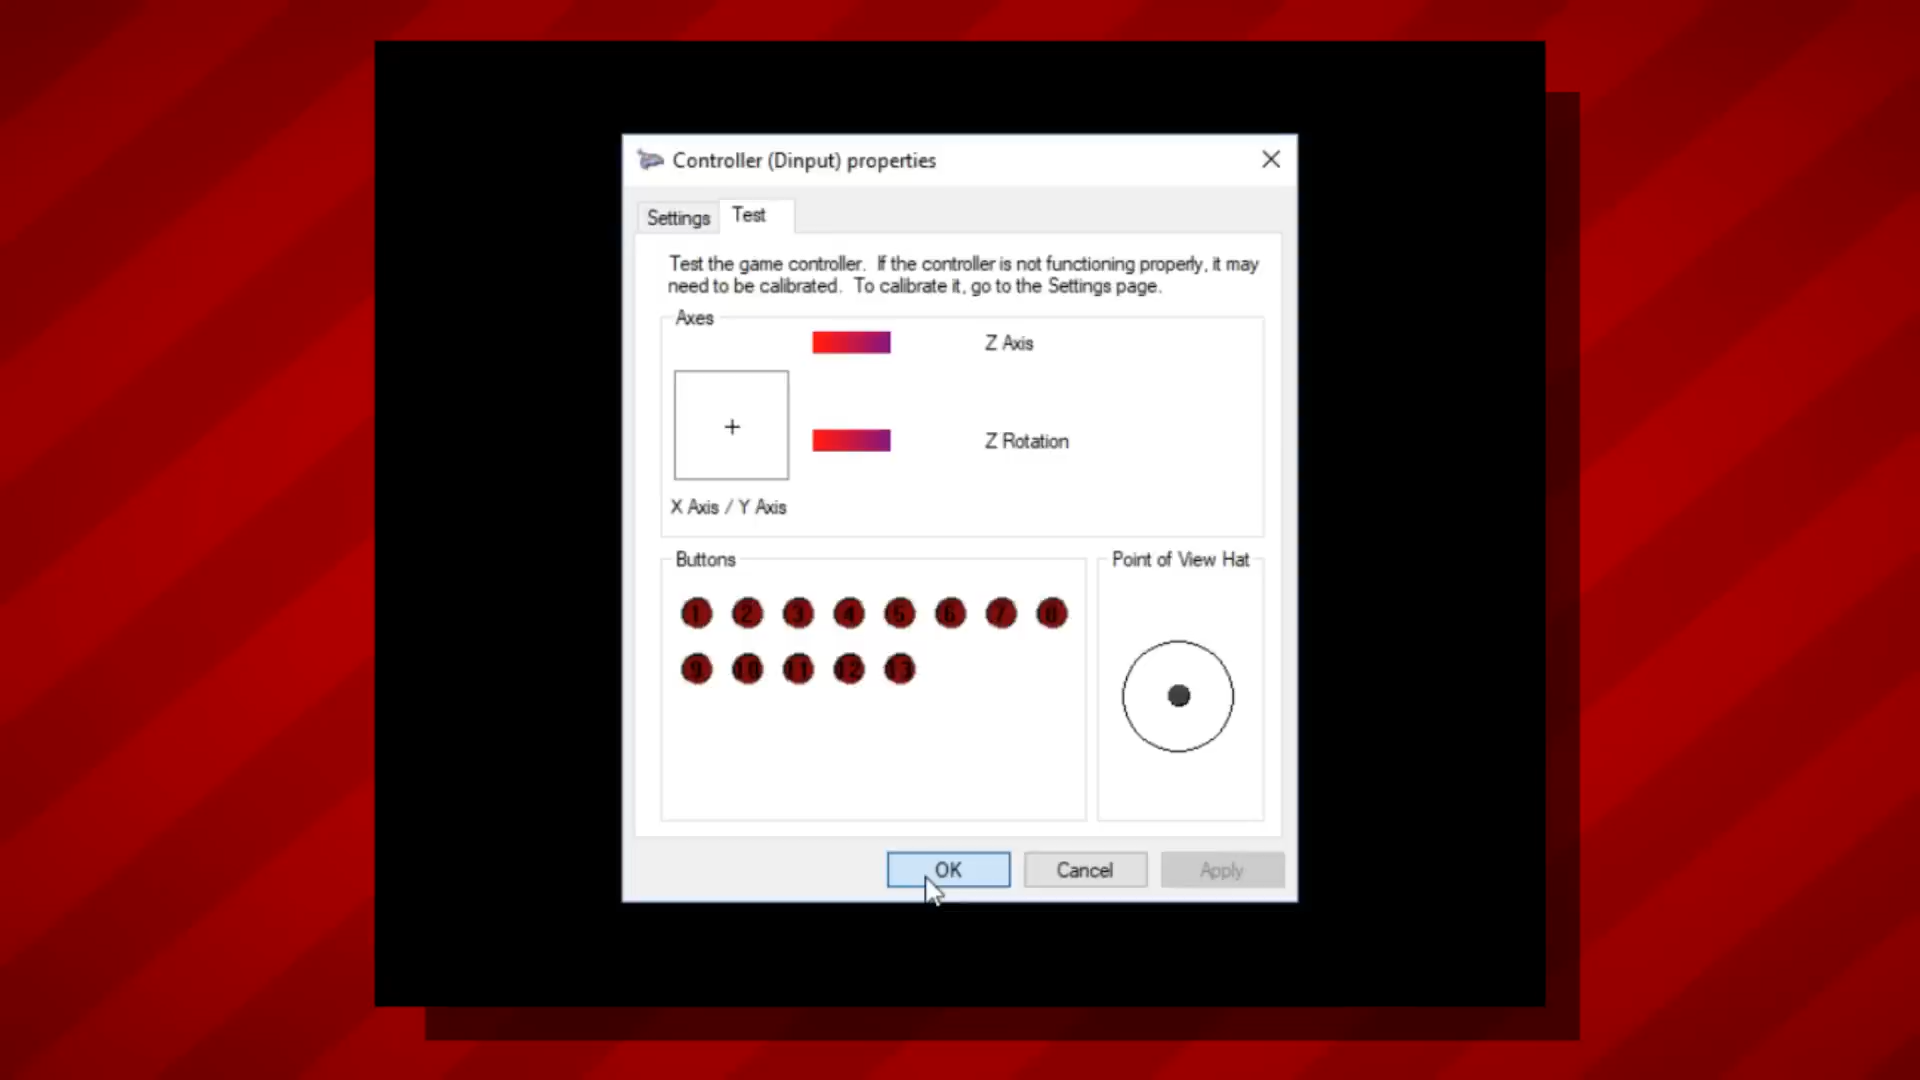 Controller (Dinput) properties
Settings
Test
Test the game controller. If the controller is not functioning properly, it may
need to be calibrated. To calibrate it, go to the Settings page.
Axes
Z Axis
Z Rotation
X Axis / Y Axis
Buttons
Point of View Hat
1 2 3 4 5 6 7 8
9 10 11 12 13
OK
Cancel
Apply